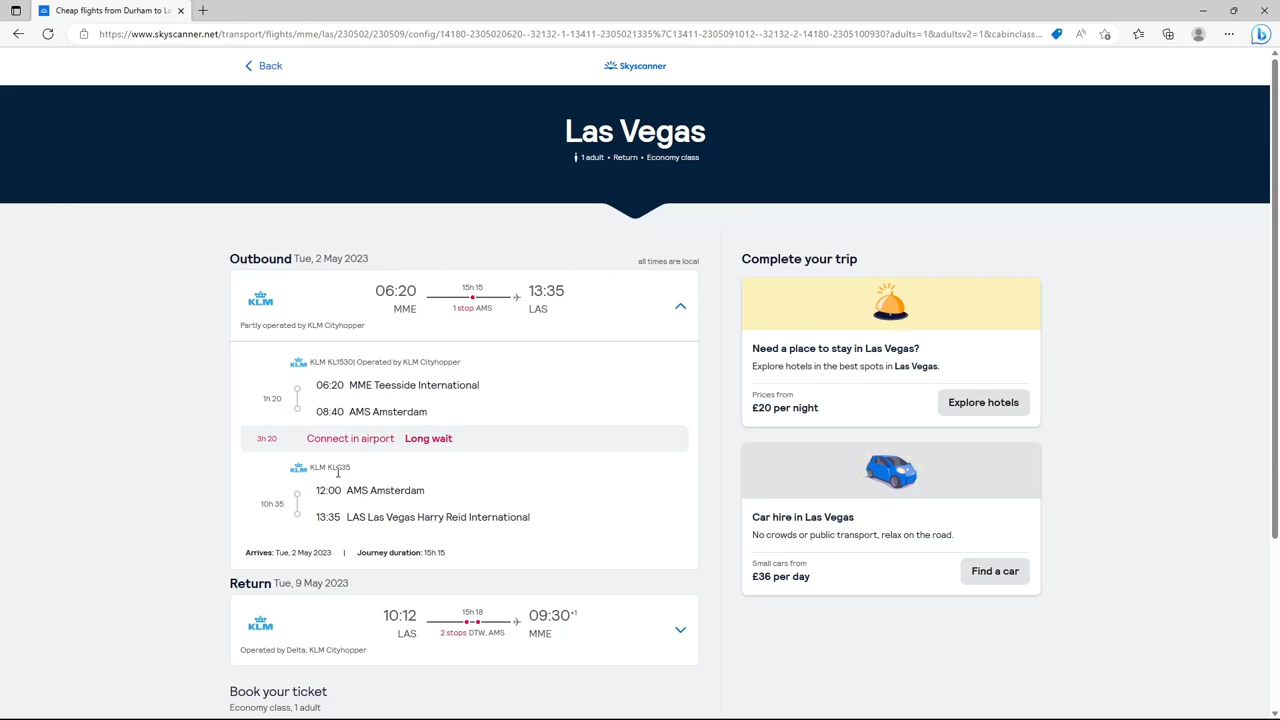 Cheap flights from Durham to La
https://www.skyscanner.net/transport/flights/mme/las/230502/230509/config/14180-2305020620--32132-1-13411-2305021335%7C13411-2305091012--32132-2-14180-2305100930?adults=1&adultsv2=1&cabinclass...
Back
Skyscanner
Las Vegas
1 adult • Return • Economy class
Outbound Tue, 2 May 2023
all times are local
KLM
06:20 15h 15 13:35
MME 1 stop AMS LAS
Partly operated by KLM Cityhopper
KLM KL1530| Operated by KLM Cityhopper
06:20 MME Teesside International
1h 20
08:40 AMS Amsterdam
3h 20 Connect in airport Long wait
KLM KL635
12:00 AMS Amsterdam
10h 35
13:35 LAS Las Vegas Harry Reid International
Arrives: Tue, 2 May 2023 | Journey duration: 15h 15
Return Tue, 9 May 2023
KLM
10:12 15h 18 09:30+1
LAS 2 stops DTW, AMS MME
Operated by Delta, KLM Cityhopper
Book your ticket
Economy class, 1 adult
Complete your trip
Need a place to stay in Las Vegas?
Explore hotels in the best spots in Las Vegas.
Prices from
£20 per night
Explore hotels
Car hire in Las Vegas
No crowds or public transport, relax on the road.
Small cars from
£36 per day
Find a car